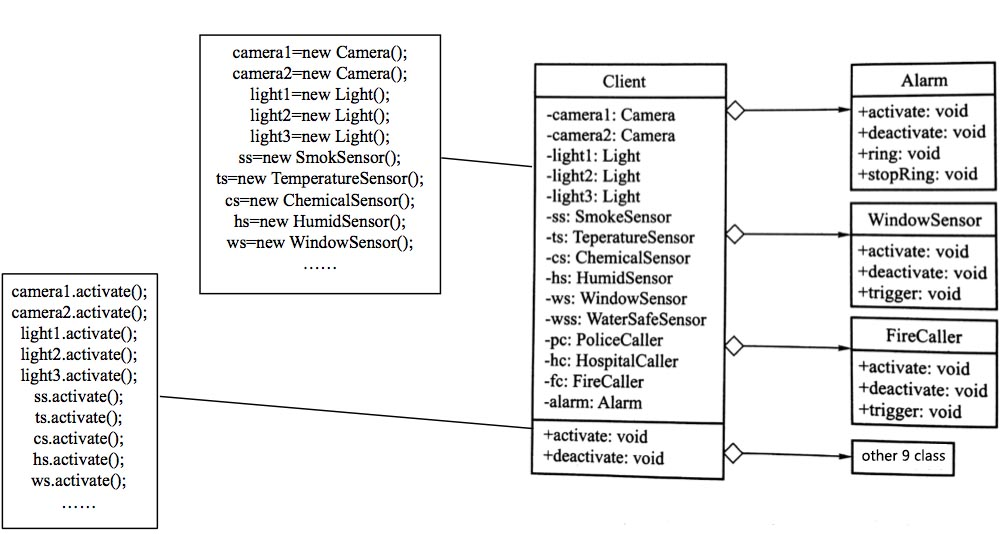 camera1=new Camera();
camera2=new Camera();
light1=new Light();
light2=new Light();
light3=new Light();
ss=new SmokSensor();
ts=new TemperatureSensor();
cs=new ChemicalSensor();
hs=new HumidSensor();
ws=new WindowSensor();
......
camera1.activate();
camera2.activate();
light1.activate();
light2.activate();
light3.activate();
ss.activate();
ts.activate();
cs.activate();
hs.activate();
ws.activate();
......
Client
-camera1: Camera
-camera2: Camera
-light1: Light
-light2: Light
-light3: Light
-ss: SmokeSensor
-ts: TeperatureSensor
-cs: ChemicalSensor
-hs: HumidSensor
-ws: WindowSensor
-wss: WaterSafeSensor
-pc: PoliceCaller
-hc: HospitalCaller
-fc: FireCaller
-alarm: Alarm
+activate: void
+deactivate: void
Alarm
+activate: void
+deactivate: void
+ring: void
+stopRing: void
WindowSensor
+activate: void
+deactivate: void
+trigger: void
FireCaller
+activate: void
+deactivate: void
+trigger: void
other 9 class